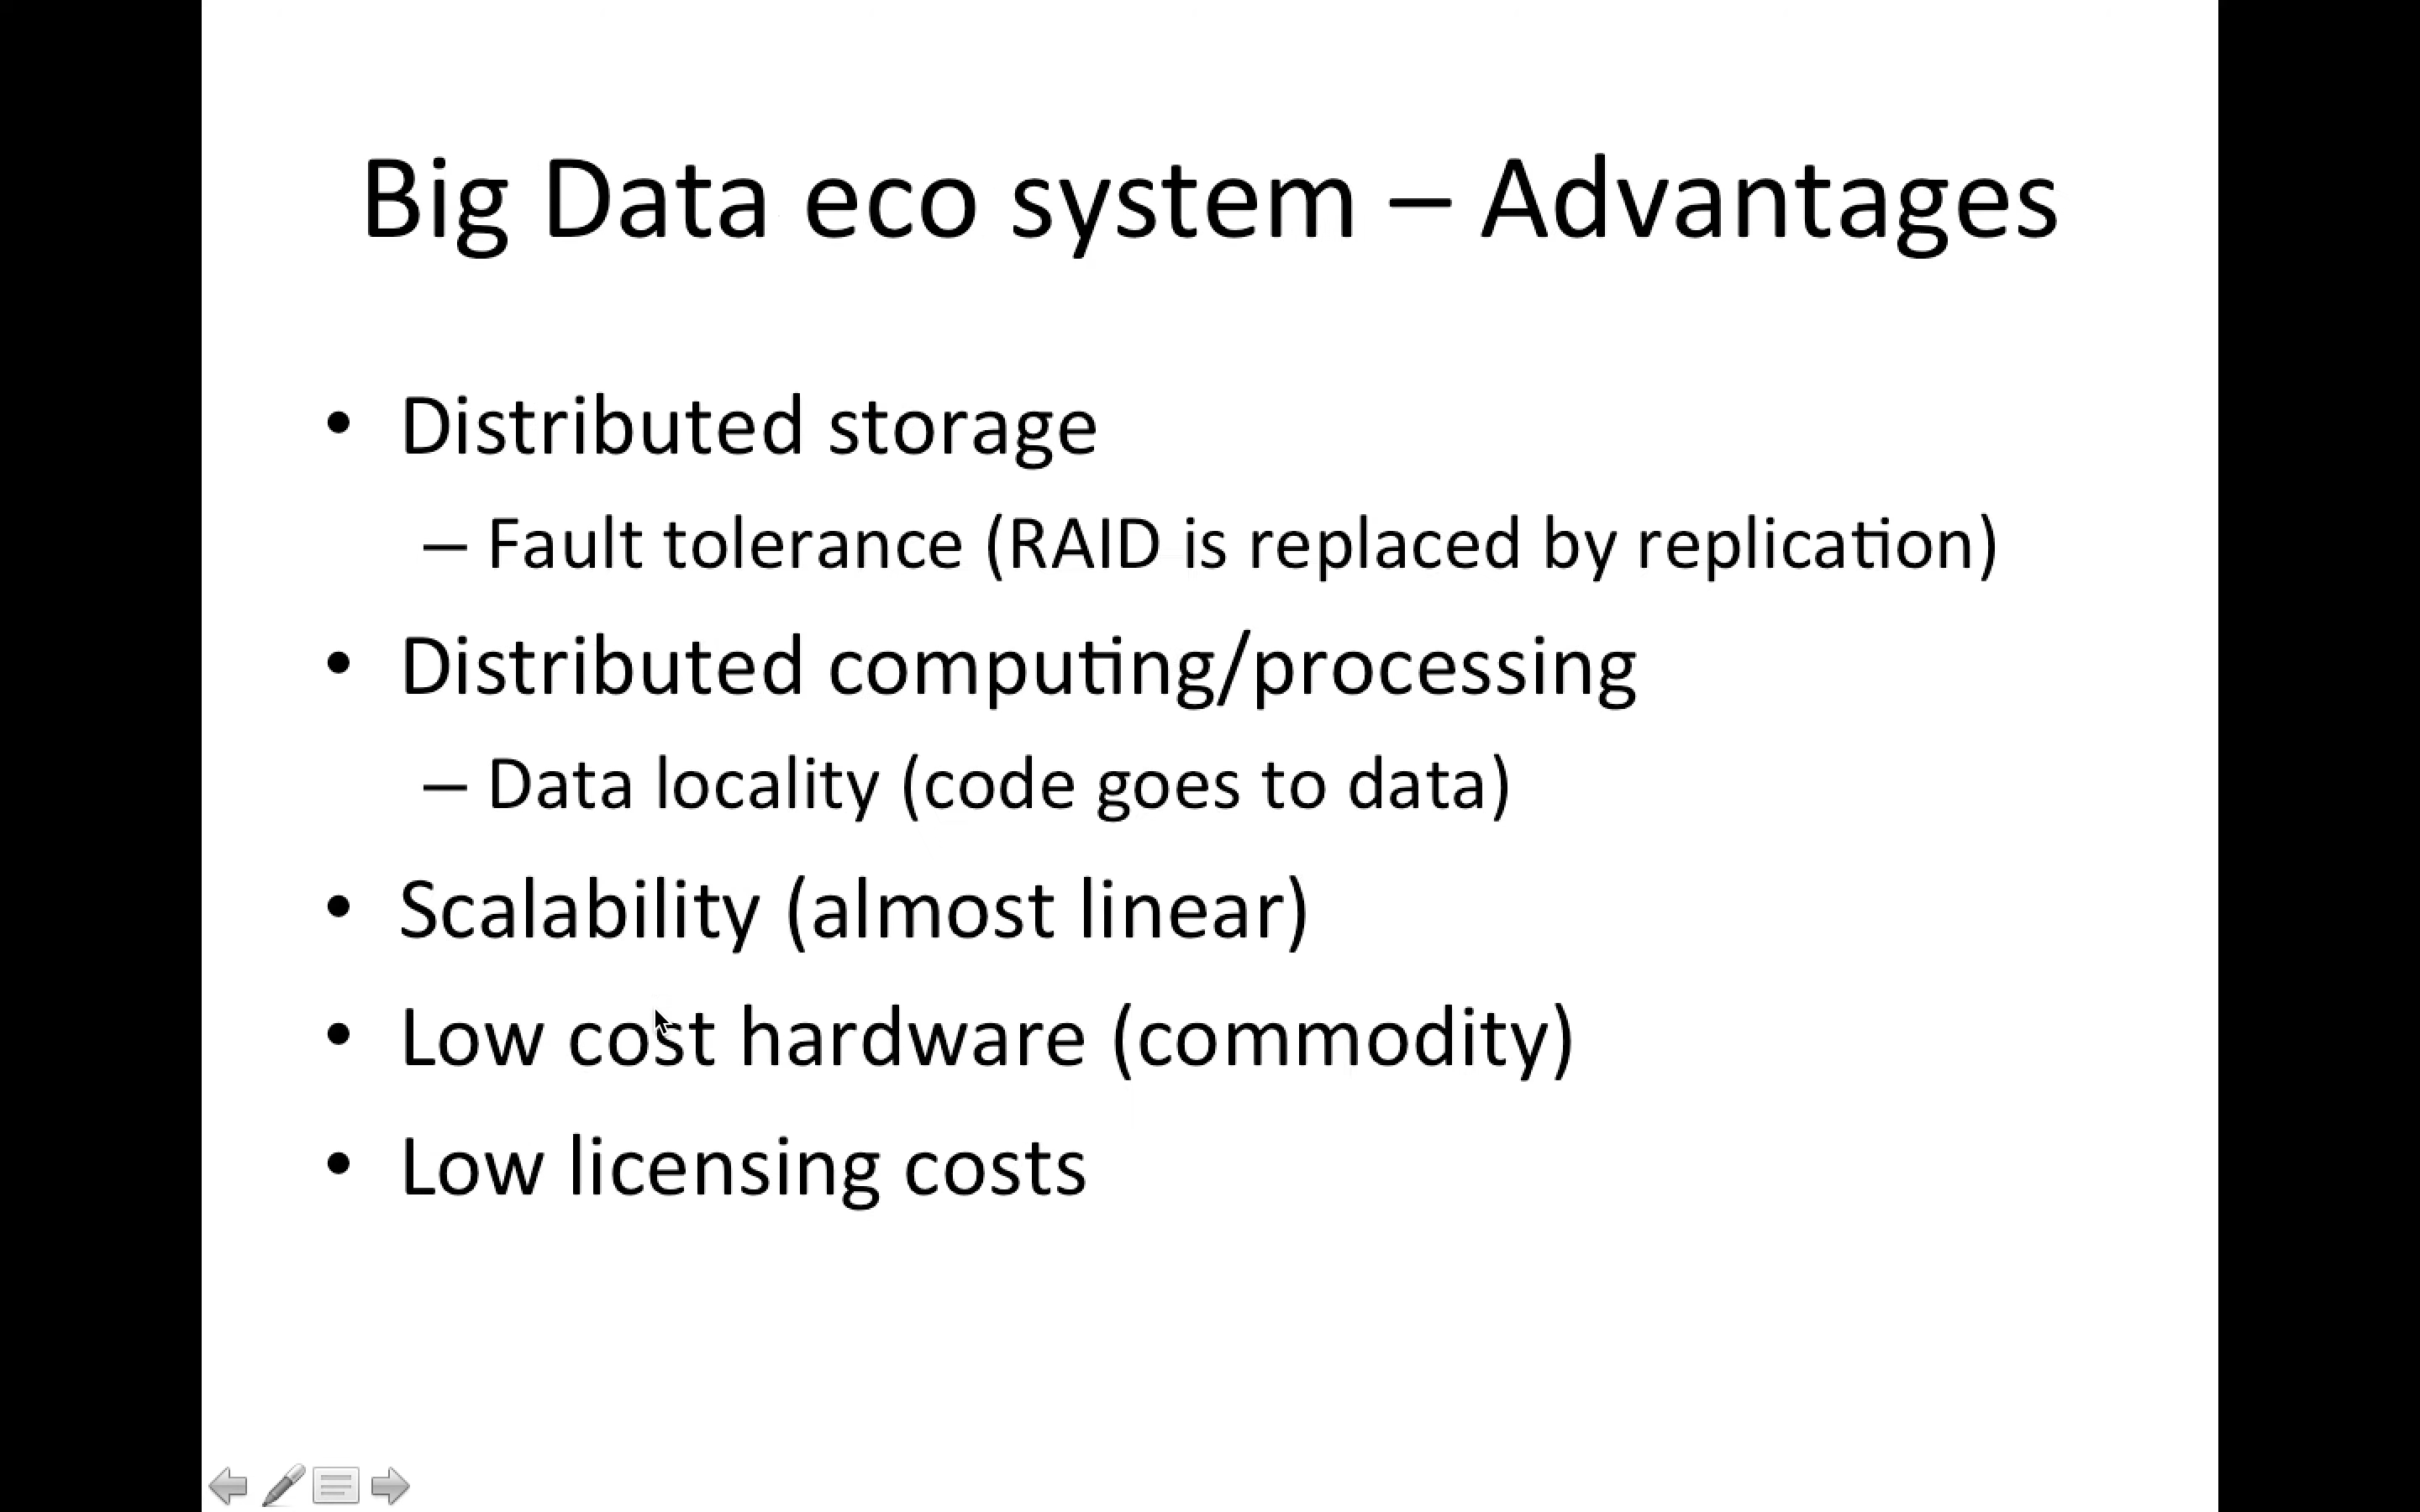 Big Data eco system – Advantages
• Distributed storage
– Fault tolerance (RAID is replaced by replication)
• Distributed computing/processing
– Data locality (code goes to data)
• Scalability (almost linear)
• Low cost hardware (commodity)
• Low licensing costs